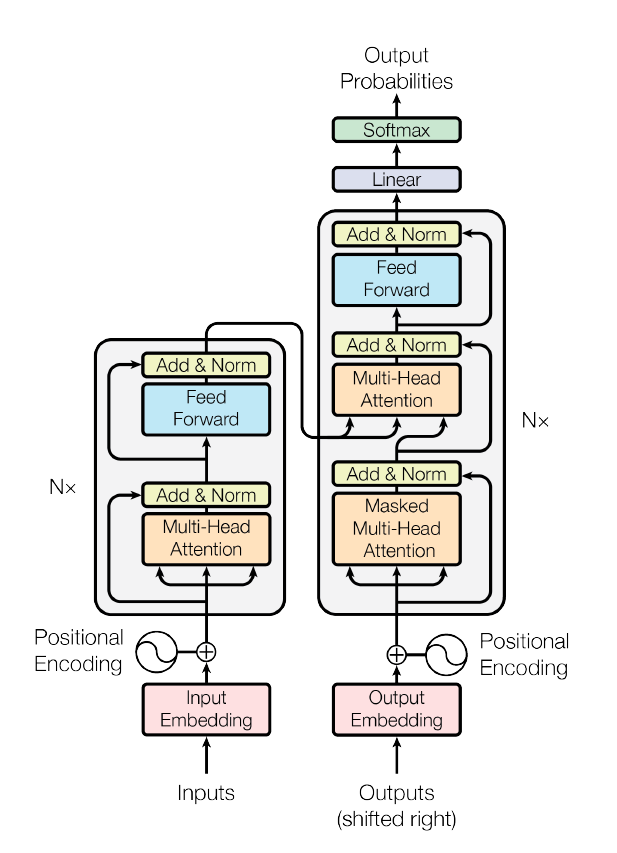 Output
Probabilities
Softmax
Linear
Add & Norm
Feed
Forward
Add & Norm
Multi-Head
Attention
Add & Norm
Masked
Multi-Head
Attention
N×
Add & Norm
Feed
Forward
Add & Norm
Multi-Head
Attention
N×
Positional
Encoding
Positional
Encoding
Input
Embedding
Output
Embedding
Inputs
Outputs
(shifted right)